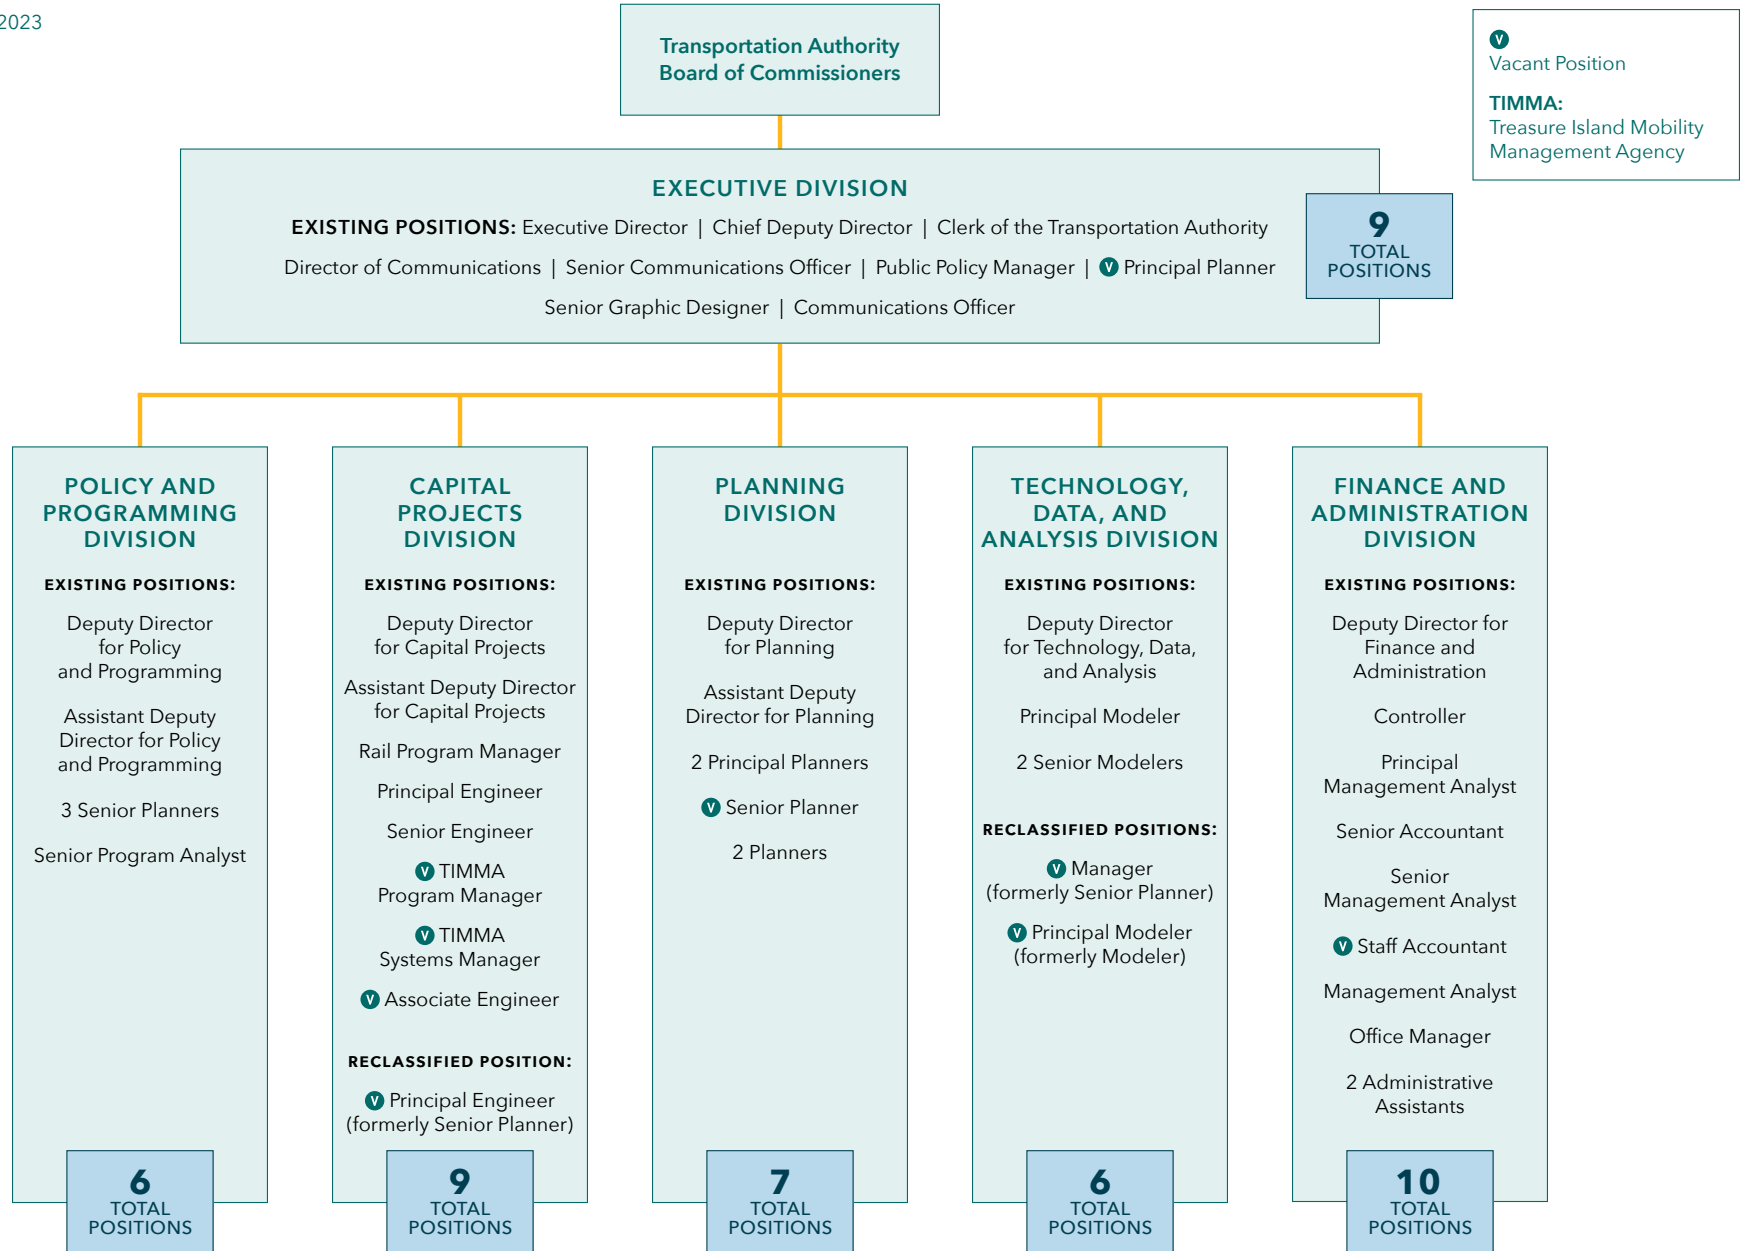 2023
Transportation Authority
Board of Commissioners
V
Vacant Position
TIMMA:
Treasure Island Mobility
Management Agency
EXECUTIVE DIVISION
EXISTING POSITIONS: Executive Director | Chief Deputy Director | Clerk of the Transportation Authority
Director of Communications | Senior Communications Officer | Public Policy Manager | V Principal Planner
Senior Graphic Designer | Communications Officer
9
TOTAL
POSITIONS
POLICY AND
PROGRAMMING
DIVISION
EXISTING POSITIONS:
Deputy Director
for Policy
and Programming
Assistant Deputy
Director for Policy
and Programming
3 Senior Planners
Senior Program Analyst
6
TOTAL
POSITIONS
CAPITAL
PROJECTS
DIVISION
EXISTING POSITIONS:
Deputy Director
for Capital Projects
Assistant Deputy Director
for Capital Projects
Rail Program Manager
Principal Engineer
Senior Engineer
V TIMMA
Program Manager
V TIMMA
Systems Manager
V Associate Engineer
RECLASSIFIED POSITION:
V Principal Engineer
(formerly Senior Planner)
9
TOTAL
POSITIONS
PLANNING
DIVISION
EXISTING POSITIONS:
Deputy Director
for Planning
Assistant Deputy
Director for Planning
2 Principal Planners
V Senior Planner
2 Planners
7
TOTAL
POSITIONS
TECHNOLOGY,
DATA, AND
ANALYSIS DIVISION
EXISTING POSITIONS:
Deputy Director
for Technology, Data,
and Analysis
Principal Modeler
2 Senior Modelers
RECLASSIFIED POSITIONS:
V Manager
(formerly Senior Planner)
V Principal Modeler
(formerly Modeler)
6
TOTAL
POSITIONS
FINANCE AND
ADMINISTRATION
DIVISION
EXISTING POSITIONS:
Deputy Director for
Finance and
Administration
Controller
Principal
Management Analyst
Senior Accountant
Senior
Management Analyst
V Staff Accountant
Management Analyst
Office Manager
2 Administrative
Assistants
10
TOTAL
POSITIONS